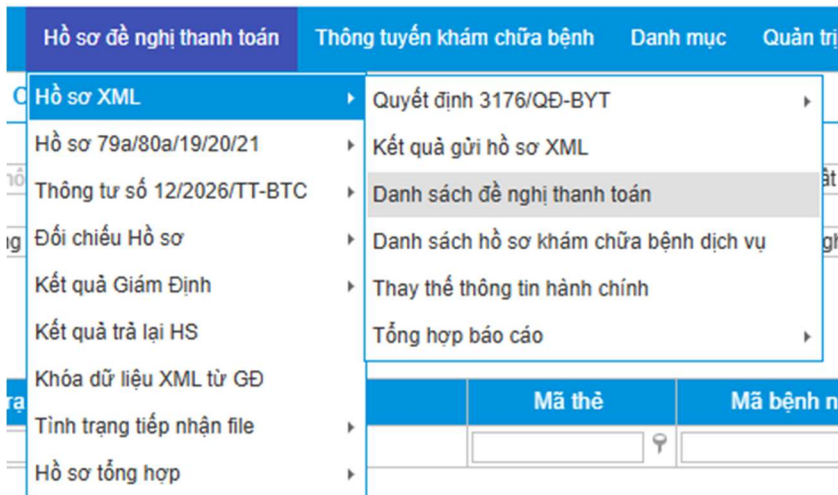 Hồ sơ đề nghị thanh toán Thông tuyến khám chữa bệnh Danh mục Quản trị
Hồ sơ XML
Hồ sơ 79a/80a/19/20/21
Thông tư số 12/2026/TT-BTC
Đối chiếu Hồ sơ
Kết quả Giám Định
Kết quả trả lại HS
Khóa dữ liệu XML từ GĐ
Tình trạng tiếp nhận file
Hồ sơ tổng hợp
Quyết định 3176/QĐ-BYT
Kết quả gửi hồ sơ XML
Danh sách đề nghị thanh toán
Danh sách hồ sơ khám chữa bệnh dịch vụ
Thay thế thông tin hành chính
Tổng hợp báo cáo
Mã thẻ Mã bệnh